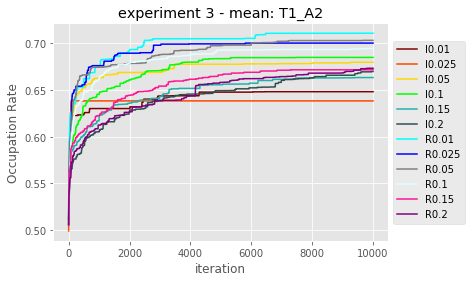 experiment 3 - mean: T1_A2
Occupation Rate
0.70
0.65
0.60
0.55
0.50
0
2000
4000
6000
8000
10000
iteration
I0.01
I0.025
I0.05
I0.1
I0.15
I0.2
R0.01
R0.025
R0.05
R0.1
R0.15
R0.2